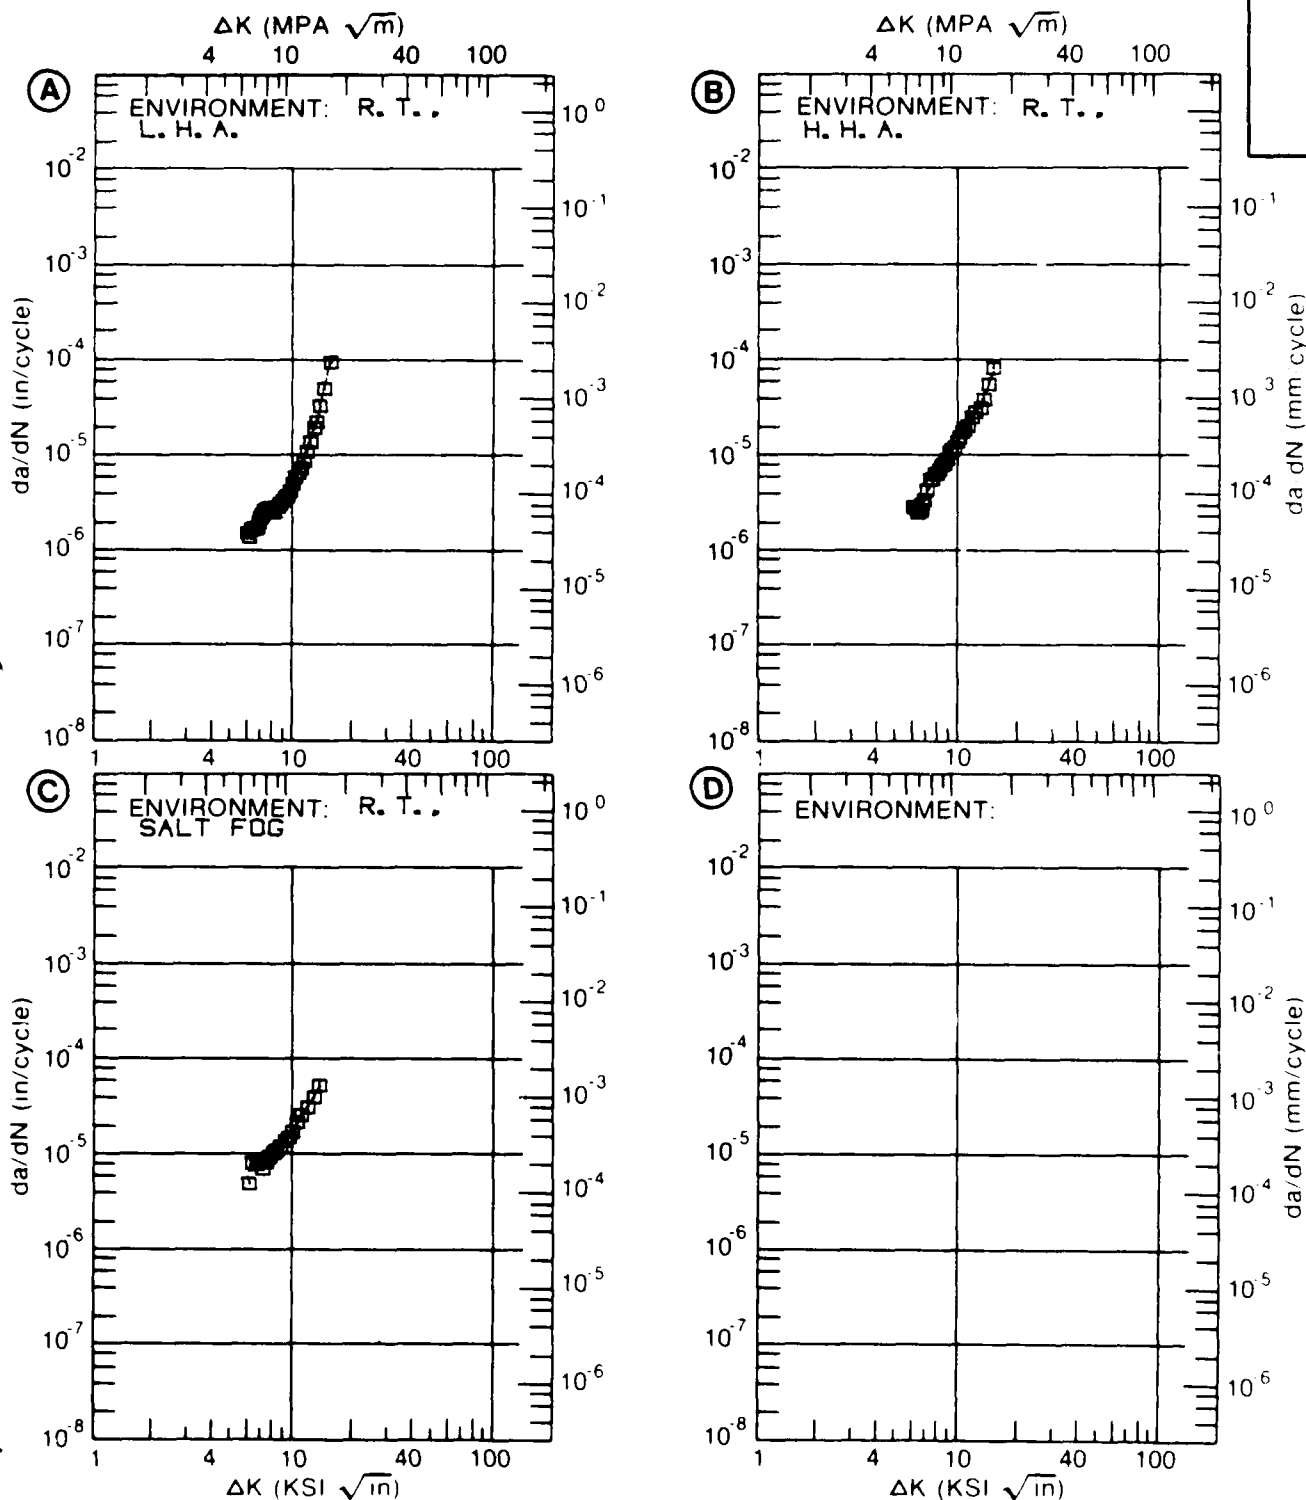 ΔK (MPA √m)
4 10 40 100
A
ENVIRONMENT: R. T.,
L. H. A.
da/dN (in/cycle)
10^-2
10^-3
10^-4
10^-5
10^-6
10^-7
10^-8
10^0
10^-1
10^-2
10^-3
10^-4
10^-5
10^-6
1 4 10 40 100
ΔK (MPA √m)
4 10 40 100
B
ENVIRONMENT: R. T.,
H. H. A.
10^-2
10^-3
10^-4
10^-5
10^-6
10^-7
10^-8
10^-1
10^-2
10^ 3
10^-4
10^-5
10^-6
da dN (mm cycle)
1 4 10 40 100
C
ENVIRONMENT: R. T.,
SALT FOG
da/dN (in/cycle)
10^-2
10^-3
10^-4
10^-5
10^-6
10^-7
10^-8
10^0
10^-1
10^-2
10^-3
10^-4
10^-5
10^-6
1 4 10 40 100
ΔK (KSI √in)
D
ENVIRONMENT:
10^-2
10^-3
10^-4
10^-5
10^-6
10^-7
10^-8
10^0
10^-1
10^-2
10^-3
10^-4
10^-5
10^-6
da/dN (mm/cycle)
1 4 10 40 100
ΔK (KSI √in)